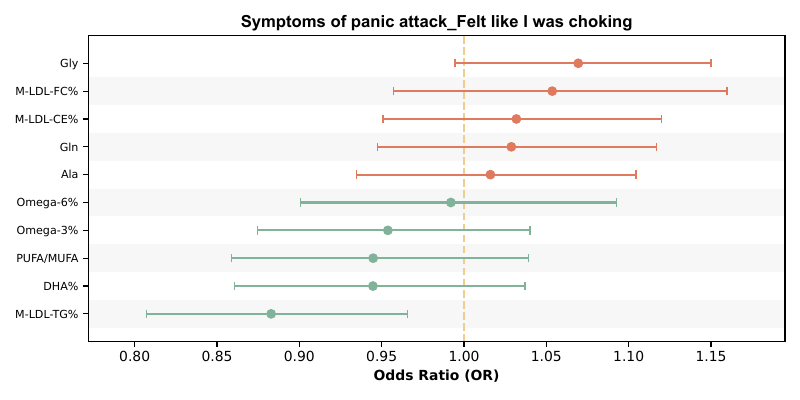 Symptoms of panic attack_Felt like I was choking
Gly
M-LDL-FC%
M-LDL-CE%
Gln
Ala
Omega-6%
Omega-3%
PUFA/MUFA
DHA%
M-LDL-TG%
0.80 0.85 0.90 0.95 1.00 1.05 1.10 1.15
Odds Ratio (OR)